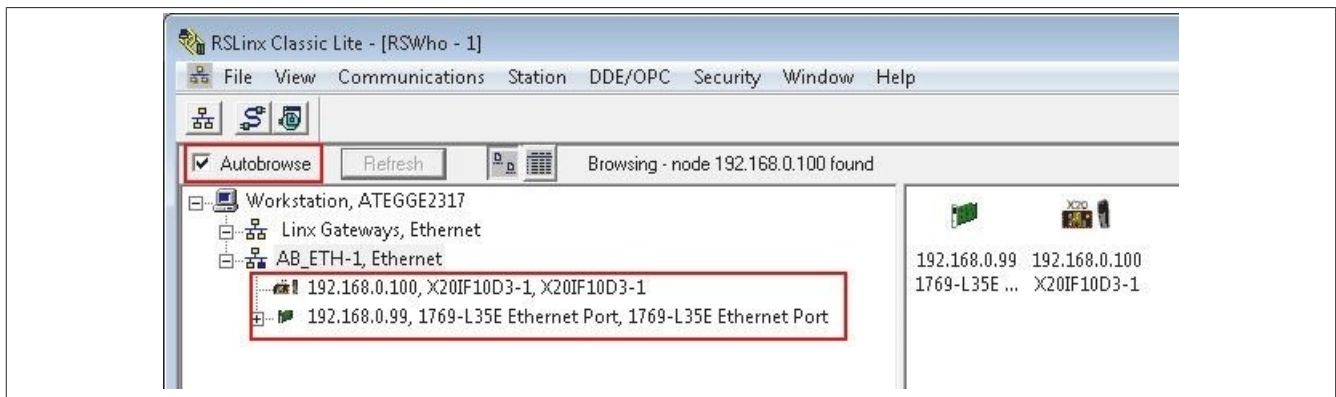 RSLinx Classic Lite - [RSWho - 1]
File View Communications Station DDE/OPC Security Window Help
Autobrowse Refresh Browsing - node 192.168.0.100 found
Workstation, ATEGGE2317
Linx Gateways, Ethernet
AB_ETH-1, Ethernet
192.168.0.100, X20IF10D3-1, X20IF10D3-1
192.168.0.99, 1769-L35E Ethernet Port, 1769-L35E Ethernet Port
X20
192.168.0.99 192.168.0.100
1769-L35E ... X20IF10D3-1